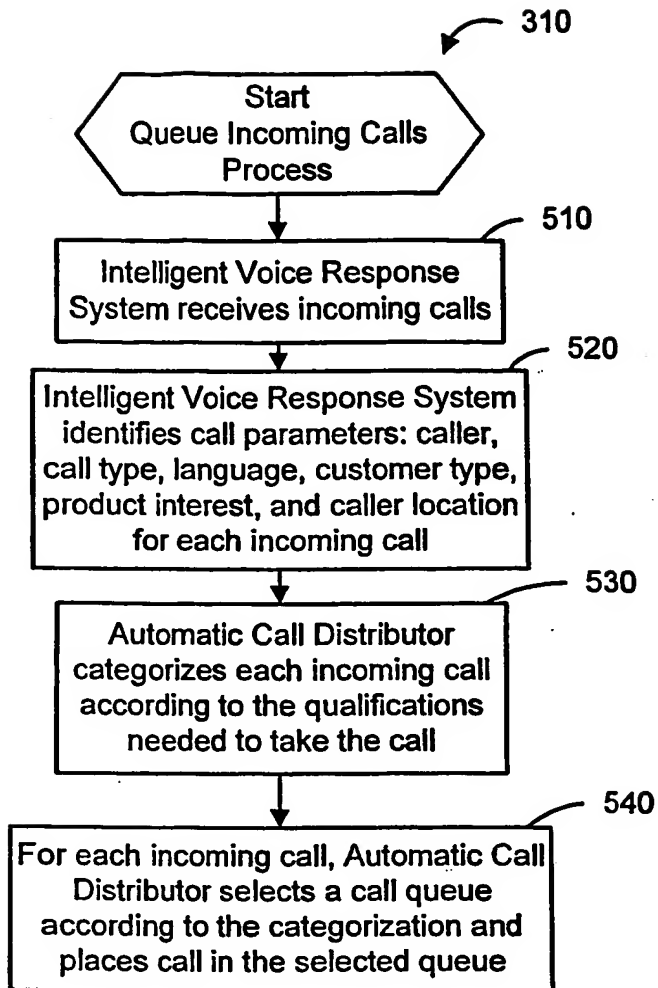 310
Start
Queue Incoming Calls
Process
510
Intelligent Voice Response
System receives incoming calls
520
Intelligent Voice Response System
identifies call parameters: caller,
call type, language, customer type,
product interest, and caller location
for each incoming call
530
Automatic Call Distributor
categorizes each incoming call
according to the qualifications
needed to take the call
540
For each incoming call, Automatic Call
Distributor selects a call queue
according to the categorization and
places call in the selected queue